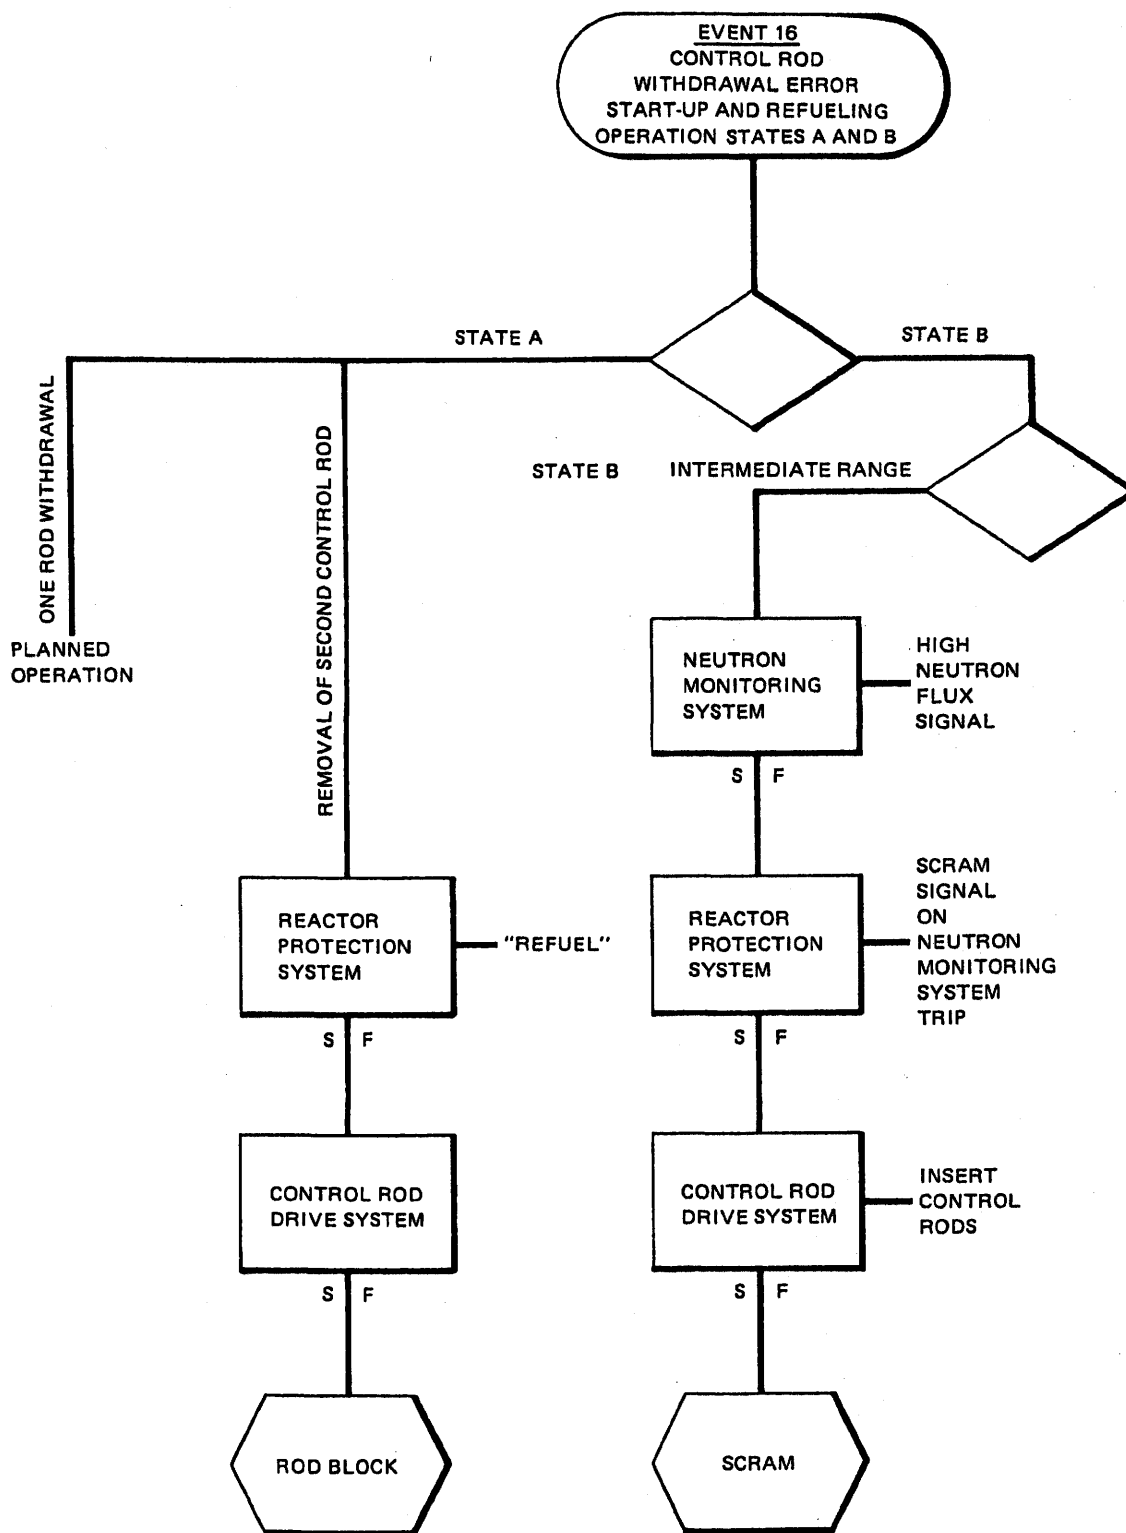 EVENT 16
CONTROL ROD
WITHDRAWAL ERROR
START-UP AND REFUELING
OPERATION STATES A AND B
STATE A
STATE B
ONE ROD WITHDRAWAL
REMOVAL OF SECOND CONTROL ROD
STATE B
INTERMEDIATE RANGE
PLANNED
OPERATION
NEUTRON
MONITORING
SYSTEM
HIGH
NEUTRON
FLUX
SIGNAL
S F
REACTOR
PROTECTION
SYSTEM
"REFUEL"
REACTOR
PROTECTION
SYSTEM
SCRAM
SIGNAL
ON
NEUTRON
MONITORING
SYSTEM
TRIP
S F
S F
CONTROL ROD
DRIVE SYSTEM
CONTROL ROD
DRIVE SYSTEM
INSERT
CONTROL
RODS
S F
S F
ROD BLOCK
SCRAM